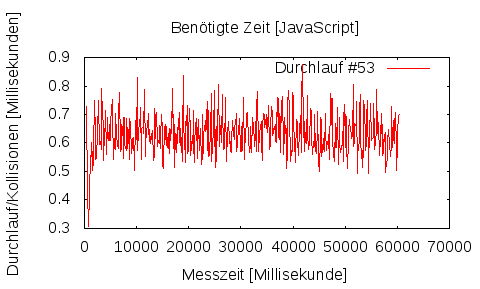 Benötigte Zeit [JavaScript]
Durchlauf/Kollisionen [Millisekunden]
Durchlauf #53
0.9
0.8
0.7
0.6
0.5
0.4
0.3
0 10000 20000 30000 40000 50000 60000 70000
Messzeit [Millisekunde]